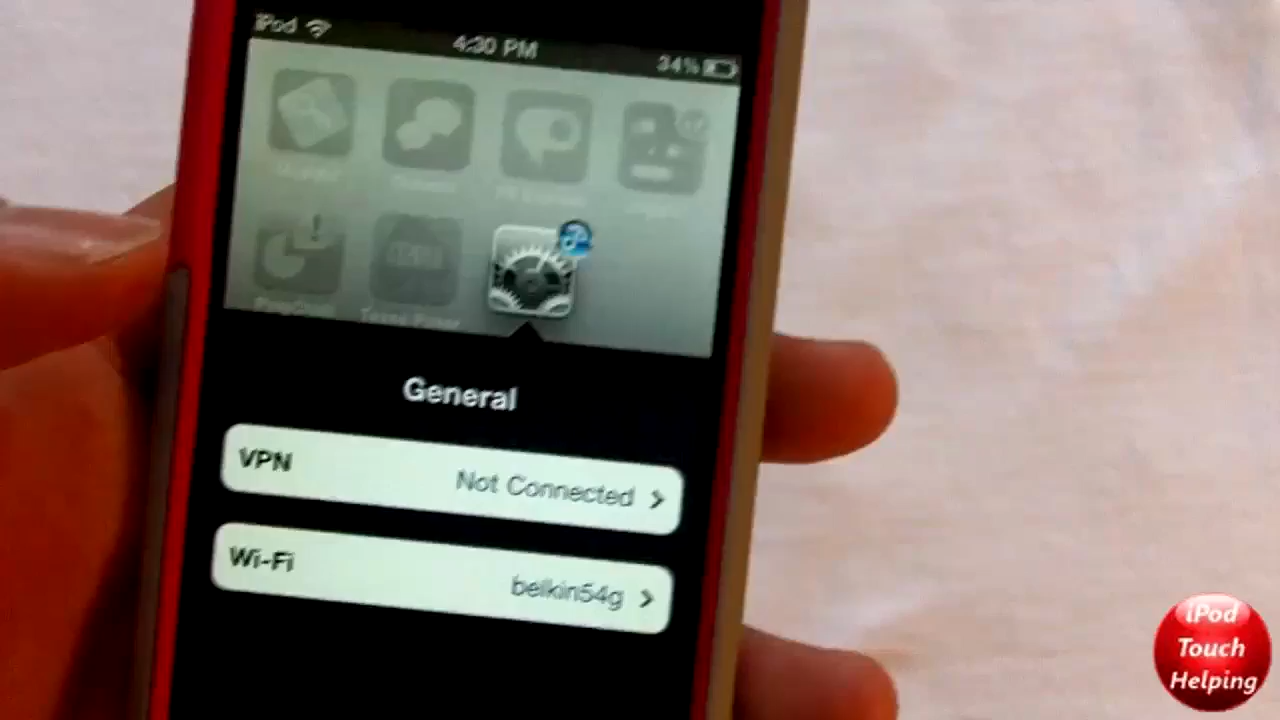 iPod
4:30 PM
34%
General
VPN
Not Connected
Wi-Fi
belkin54g
iPod
Touch
Helping